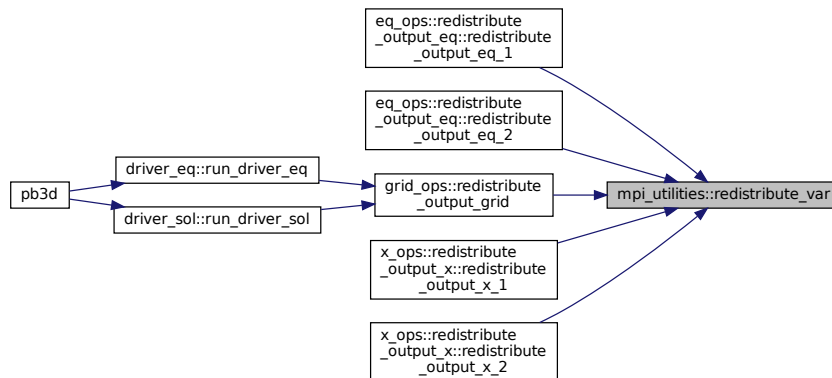 eq_ops::redistribute
_output_eq::redistribute
_output_eq_1
eq_ops::redistribute
_output_eq::redistribute
_output_eq_2
driver_eq::run_driver_eq
pb3d
grid_ops::redistribute
_output_grid
mpi_utilities::redistribute_var
driver_sol::run_driver_sol
x_ops::redistribute
_output_x::redistribute
_output_x_1
x_ops::redistribute
_output_x::redistribute
_output_x_2